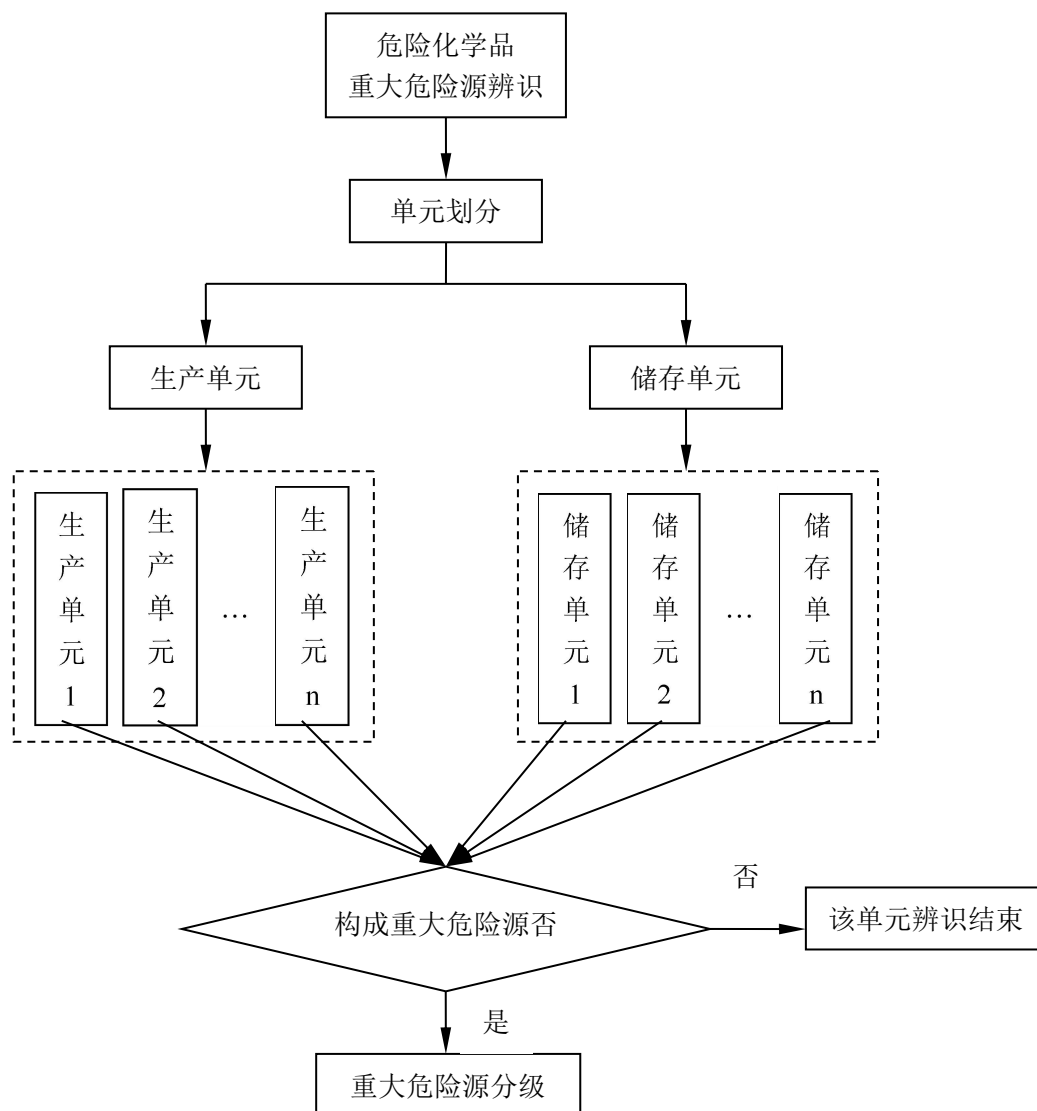 危险化学品
重大危险源辨识
单元划分
生产单元
储存单元
生产单元1
生产单元2
…
生产单元n
储存单元1
储存单元2
…
储存单元n
构成重大危险源否
否
该单元辨识结束
是
重大危险源分级